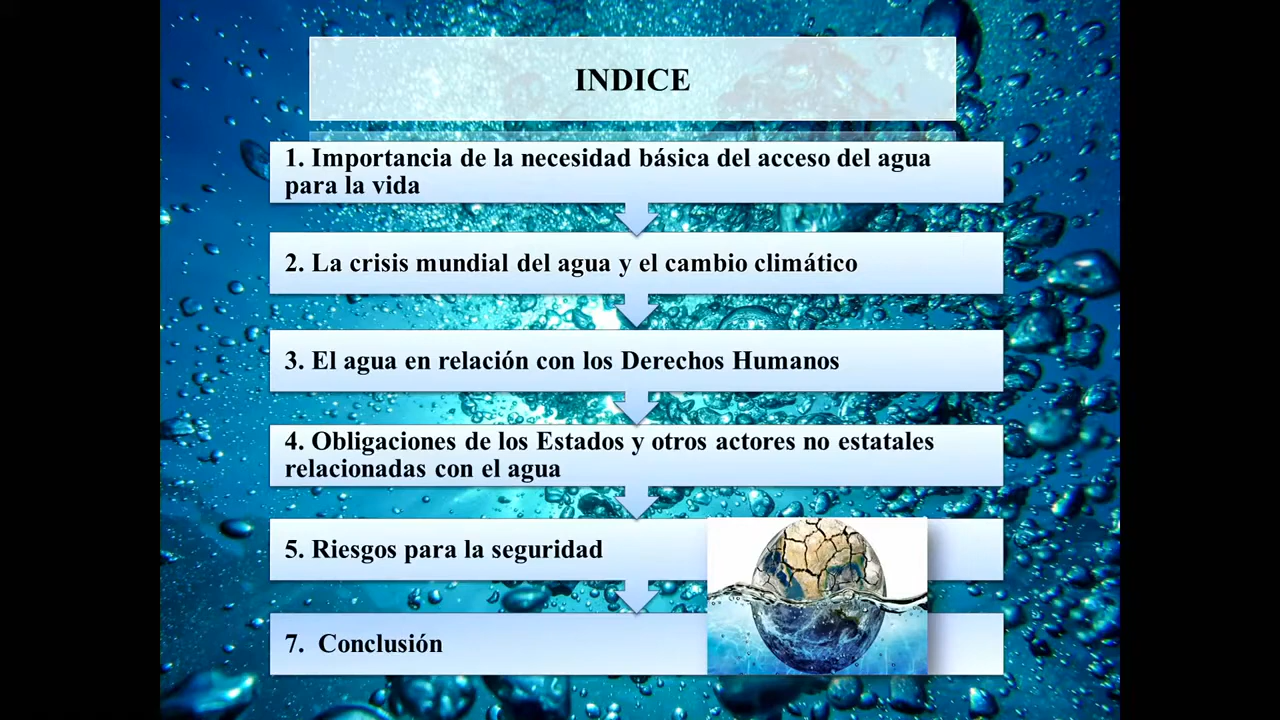 INDICE
1. Importancia de la necesidad básica del acceso del agua
para la vida
2. La crisis mundial del agua y el cambio climático
3. El agua en relación con los Derechos Humanos
4. Obligaciones de los Estados y otros actores no estatales
relacionadas con el agua
5. Riesgos para la seguridad
7. Conclusión